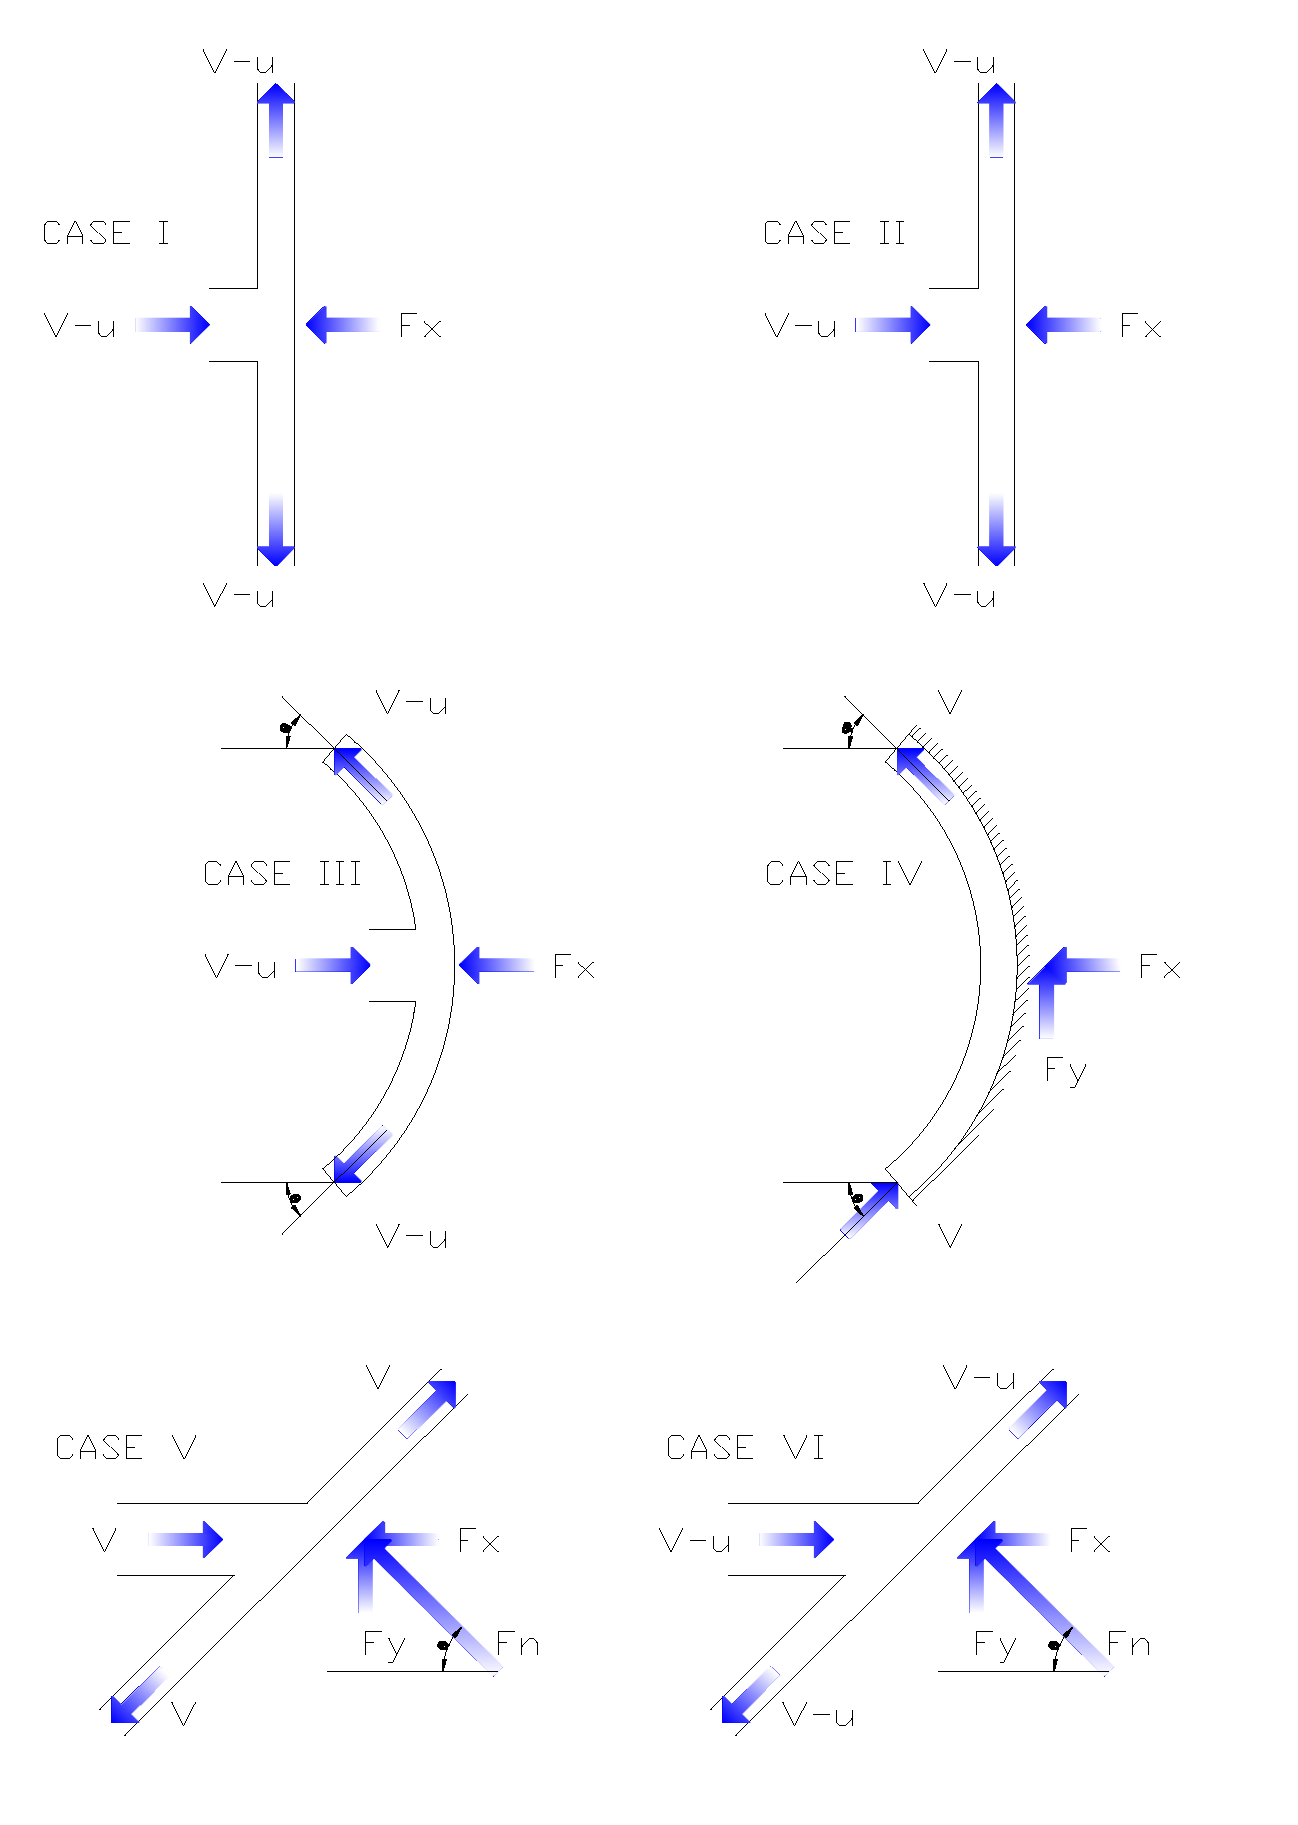 V-u
V-u
CASE I
CASE II
V-u
Fx
V-u
Fx
V-u
V-u
V-u
V
θ
θ
CASE III
CASE IV
V-u
Fx
Fx
Fy
θ
θ
V-u
V
V
V-u
CASE V
CASE VI
V
Fx
V-u
Fx
Fy
θ
Fn
Fy
θ
Fn
V
V-u